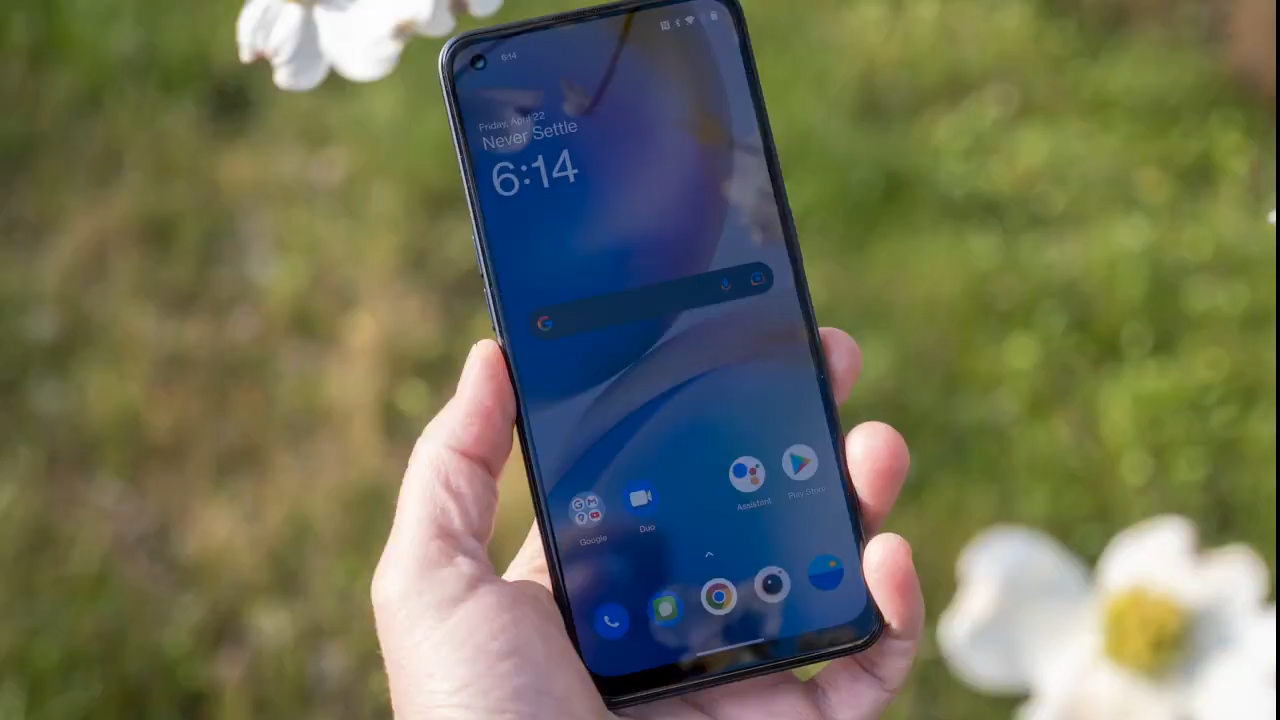 6:14
Friday, April 22
Never Settle
6:14
Google
Duo
Assistant
Play Store